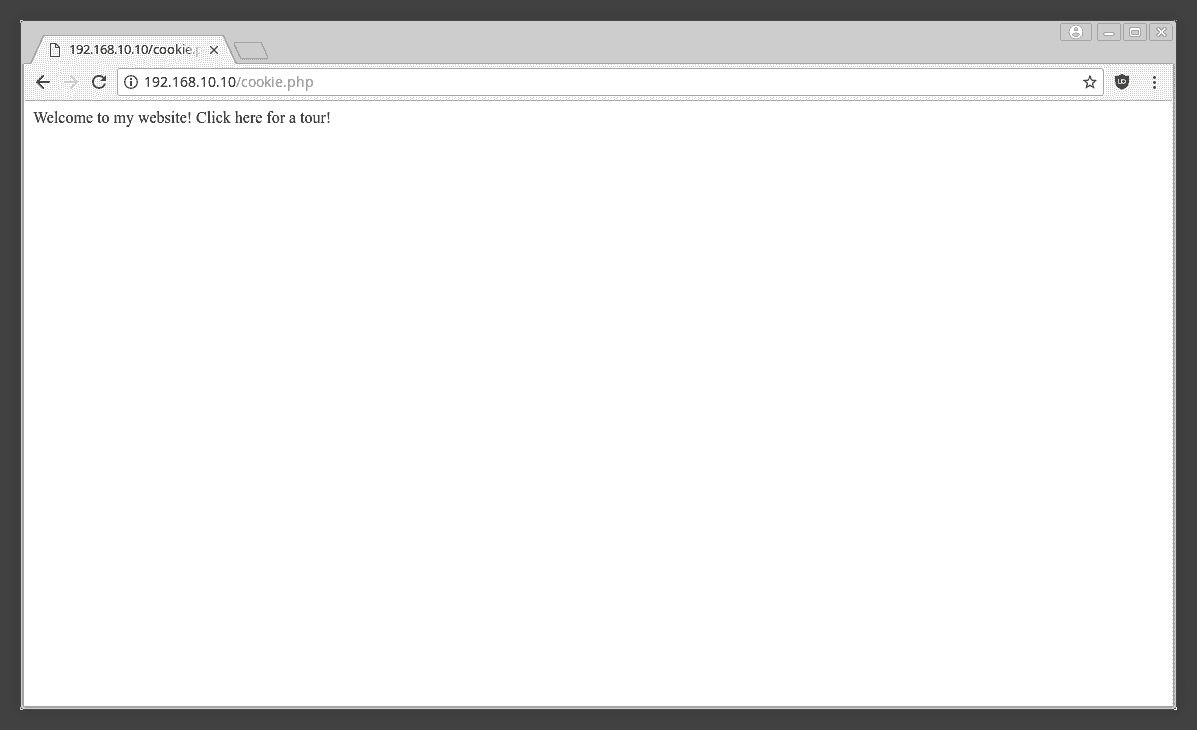 192.168.10.10/cookie.p
192.168.10.10/cookie.php
Welcome to my website! Click here for a tour!